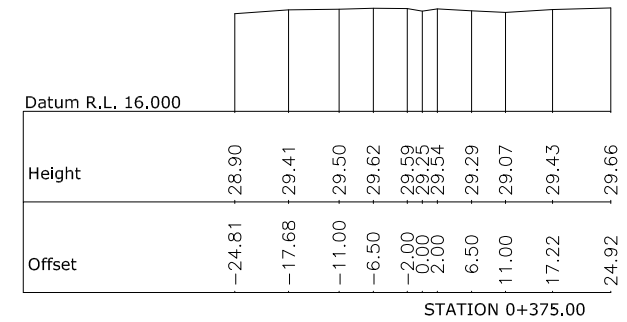 Datum R.L. 16.000
Height 28.90 29.41 29.50 29.62 29.59 29.25 29.54 29.29 29.07 29.43 29.66
Offset -24.81 -17.68 -11.00 -6.50 -2.00 0.00 2.00 6.50 11.00 17.22 24.92
STATION 0+375.00